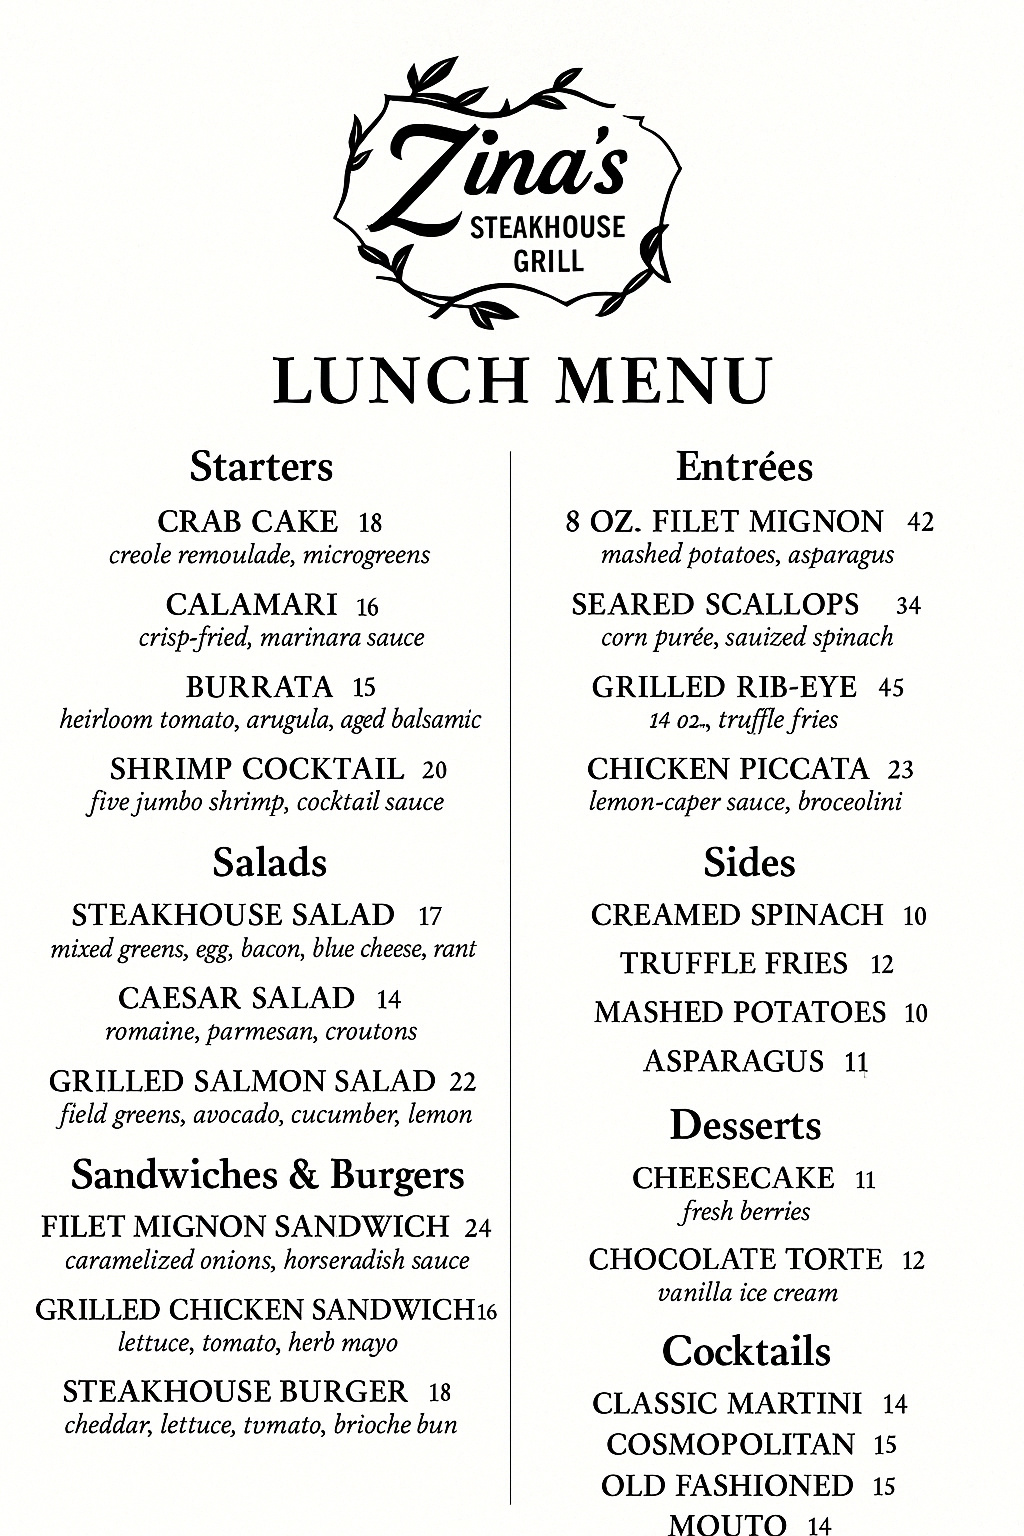 Zina's
STEAKHOUSE
GRILL
LUNCH MENU
Starters
CRAB CAKE 18
creole remoulade, microgreens
CALAMARI 16
crisp-fried, marinara sauce
BURRATA 15
heirloom tomato, arugula, aged balsamic
SHRIMP COCKTAIL 20
five jumbo shrimp, cocktail sauce
Salads
STEAKHOUSE SALAD 17
mixed greens, egg, bacon, blue cheese, rant
CAESAR SALAD 14
romaine, parmesan, croutons
GRILLED SALMON SALAD 22
field greens, avocado, cucumber, lemon
Sandwiches & Burgers
FILET MIGNON SANDWICH 24
caramelized onions, horseradish sauce
GRILLED CHICKEN SANDWICH 16
lettuce, tomato, herb mayo
STEAKHOUSE BURGER 18
cheddar, lettuce, tvmato, brioche bun
Entrées
8 OZ. FILET MIGNON 42
mashed potatoes, asparagus
SEARED SCALLOPS 34
corn purée, sauized spinach
GRILLED RIB-EYE 45
14 oz., truffle fries
CHICKEN PICCATA 23
lemon-caper sauce, broceolini
Sides
CREAMED SPINACH 10
TRUFFLE FRIES 12
MASHED POTATOES 10
ASPARAGUS 11
Desserts
CHEESECAKE 11
fresh berries
CHOCOLATE TORTE 12
vanilla ice cream
Cocktails
CLASSIC MARTINI 14
COSMOPOLITAN 15
OLD FASHIONED 15
MOUTO 14